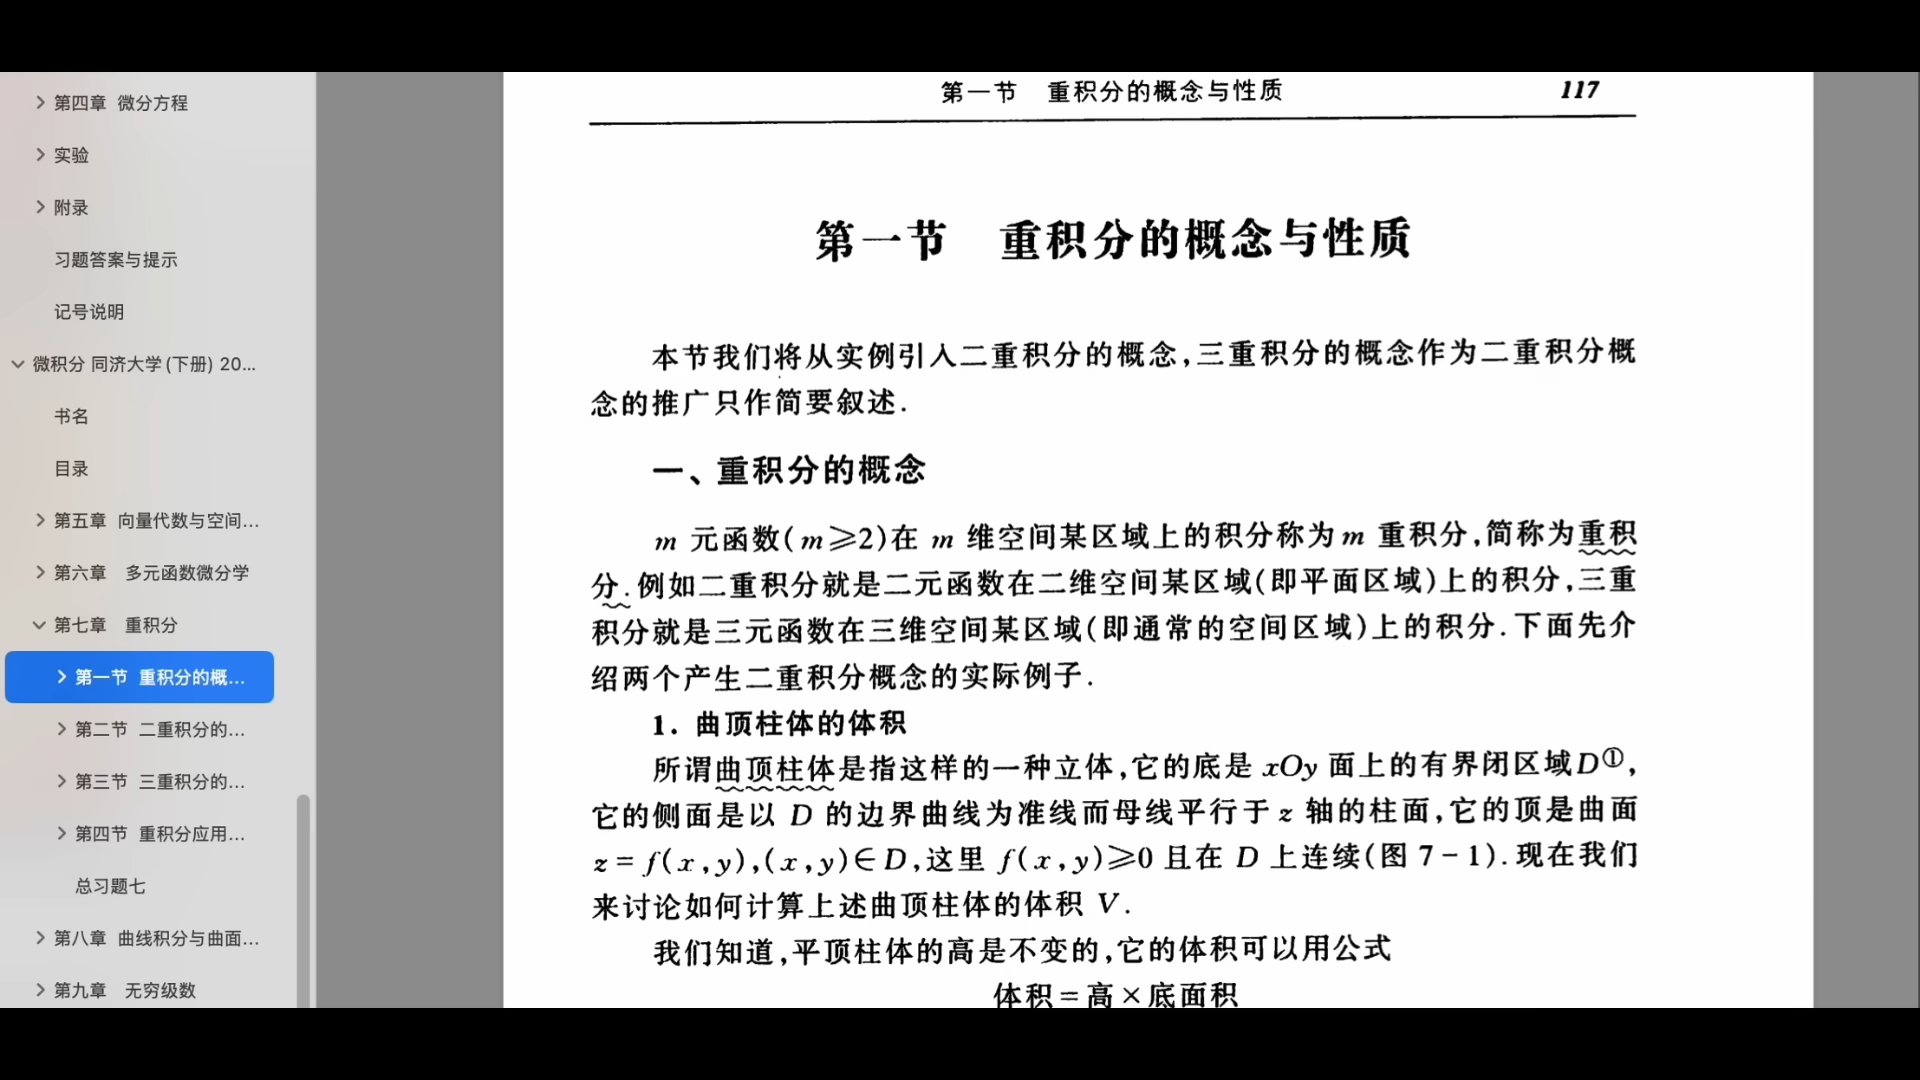 第四章 微分方程
实验
附录
习题答案与提示
记号说明
微积分 同济大学(下册) 20...
书名
目录
第五章 向量代数与空间...
第六章 多元函数微分学
第七章 重积分
第一节 重积分的概...
第二节 二重积分的...
第三节 三重积分的...
第四节 重积分应用...
总习题七
第八章 曲线积分与曲面...
第九章 无穷级数
第一节 重积分的概念与性质 117
第一节 重积分的概念与性质
本节我们将从实例引入二重积分的概念,三重积分的概念作为二重积分概
念的推广只作简要叙述.
一、重积分的概念
m 元函数(m≥2)在 m 维空间某区域上的积分称为 m 重积分,简称为重积
分.例如二重积分就是二元函数在二维空间某区域(即平面区域)上的积分,三重
积分就是三元函数在三维空间某区域(即通常的空间区域)上的积分.下面先介
绍两个产生二重积分概念的实际例子.
1. 曲顶柱体的体积
所谓曲顶柱体是指这样的一种立体,它的底是 xOy 面上的有界闭区域D①,
它的侧面是以 D 的边界曲线为准线而母线平行于 z 轴的柱面,它的顶是曲面
z=f(x,y),(x,y)∈D,这里 f(x,y)≥0 且在 D 上连续(图 7-1).现在我们
来讨论如何计算上述曲顶柱体的体积 V.
我们知道,平顶柱体的高是不变的,它的体积可以用公式
体积=高×底面积